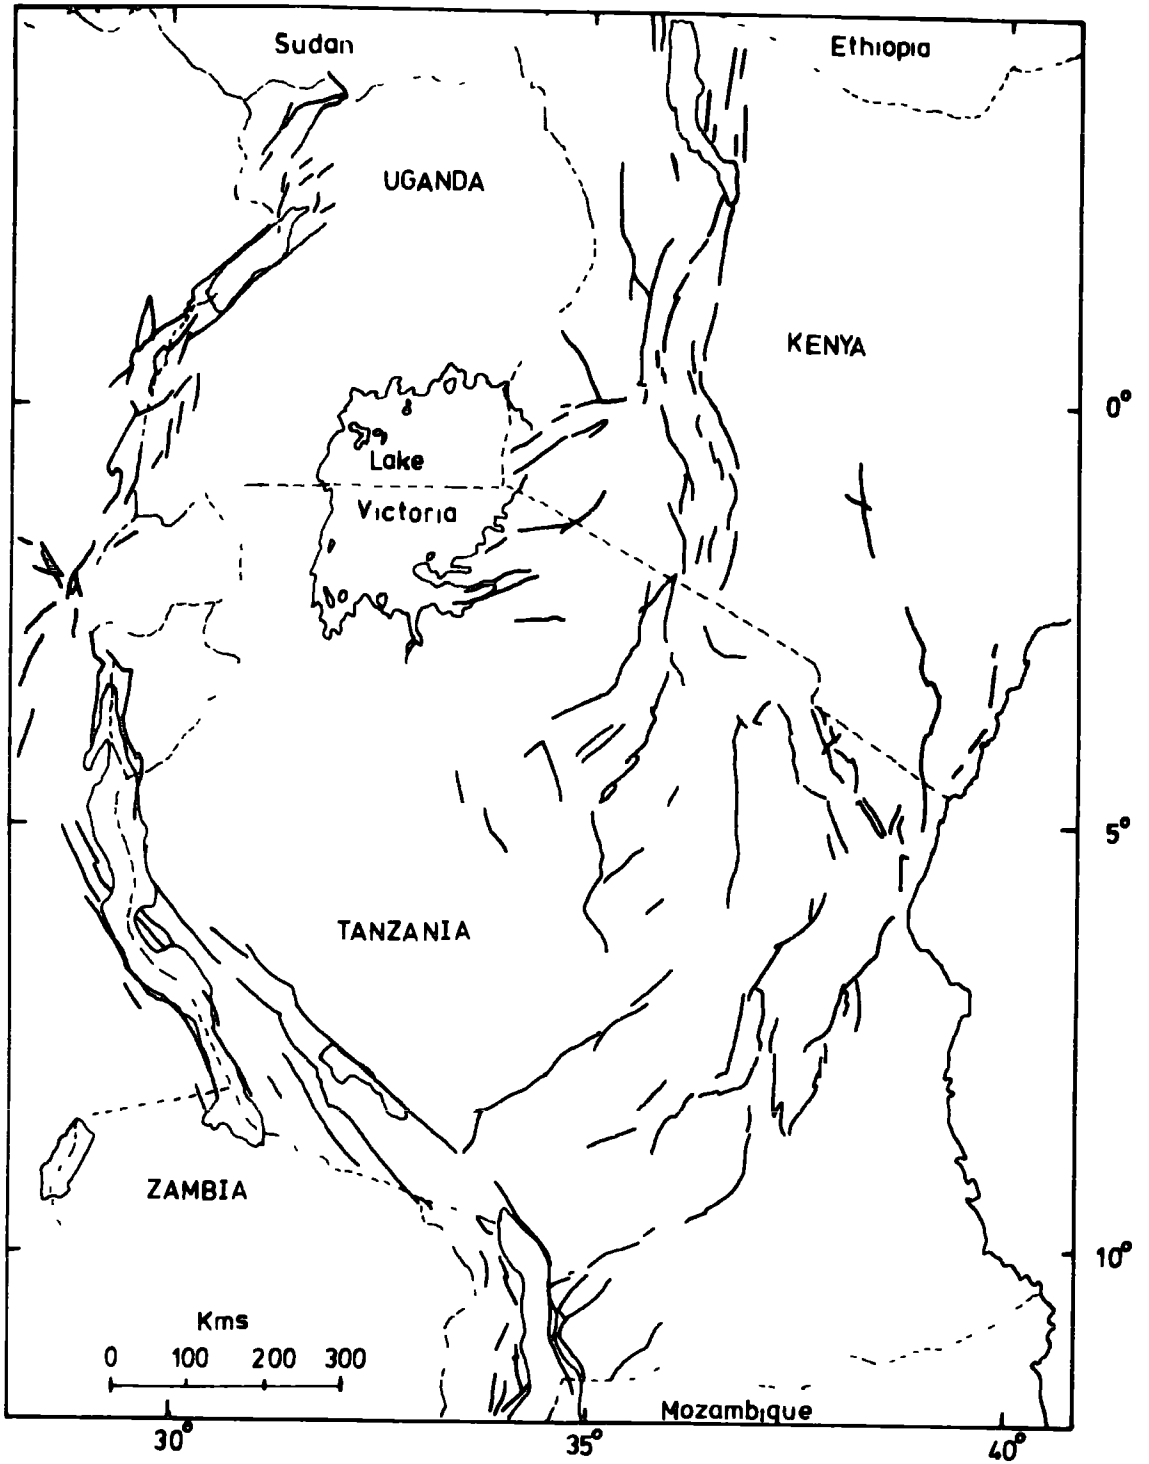 Sudan
Ethiopia
UGANDA
KENYA
0°
Lake
Victoria
5°
TANZANIA
ZAMBIA
10°
Kms
0 100 200 300
Mozambique
30° 35° 40°